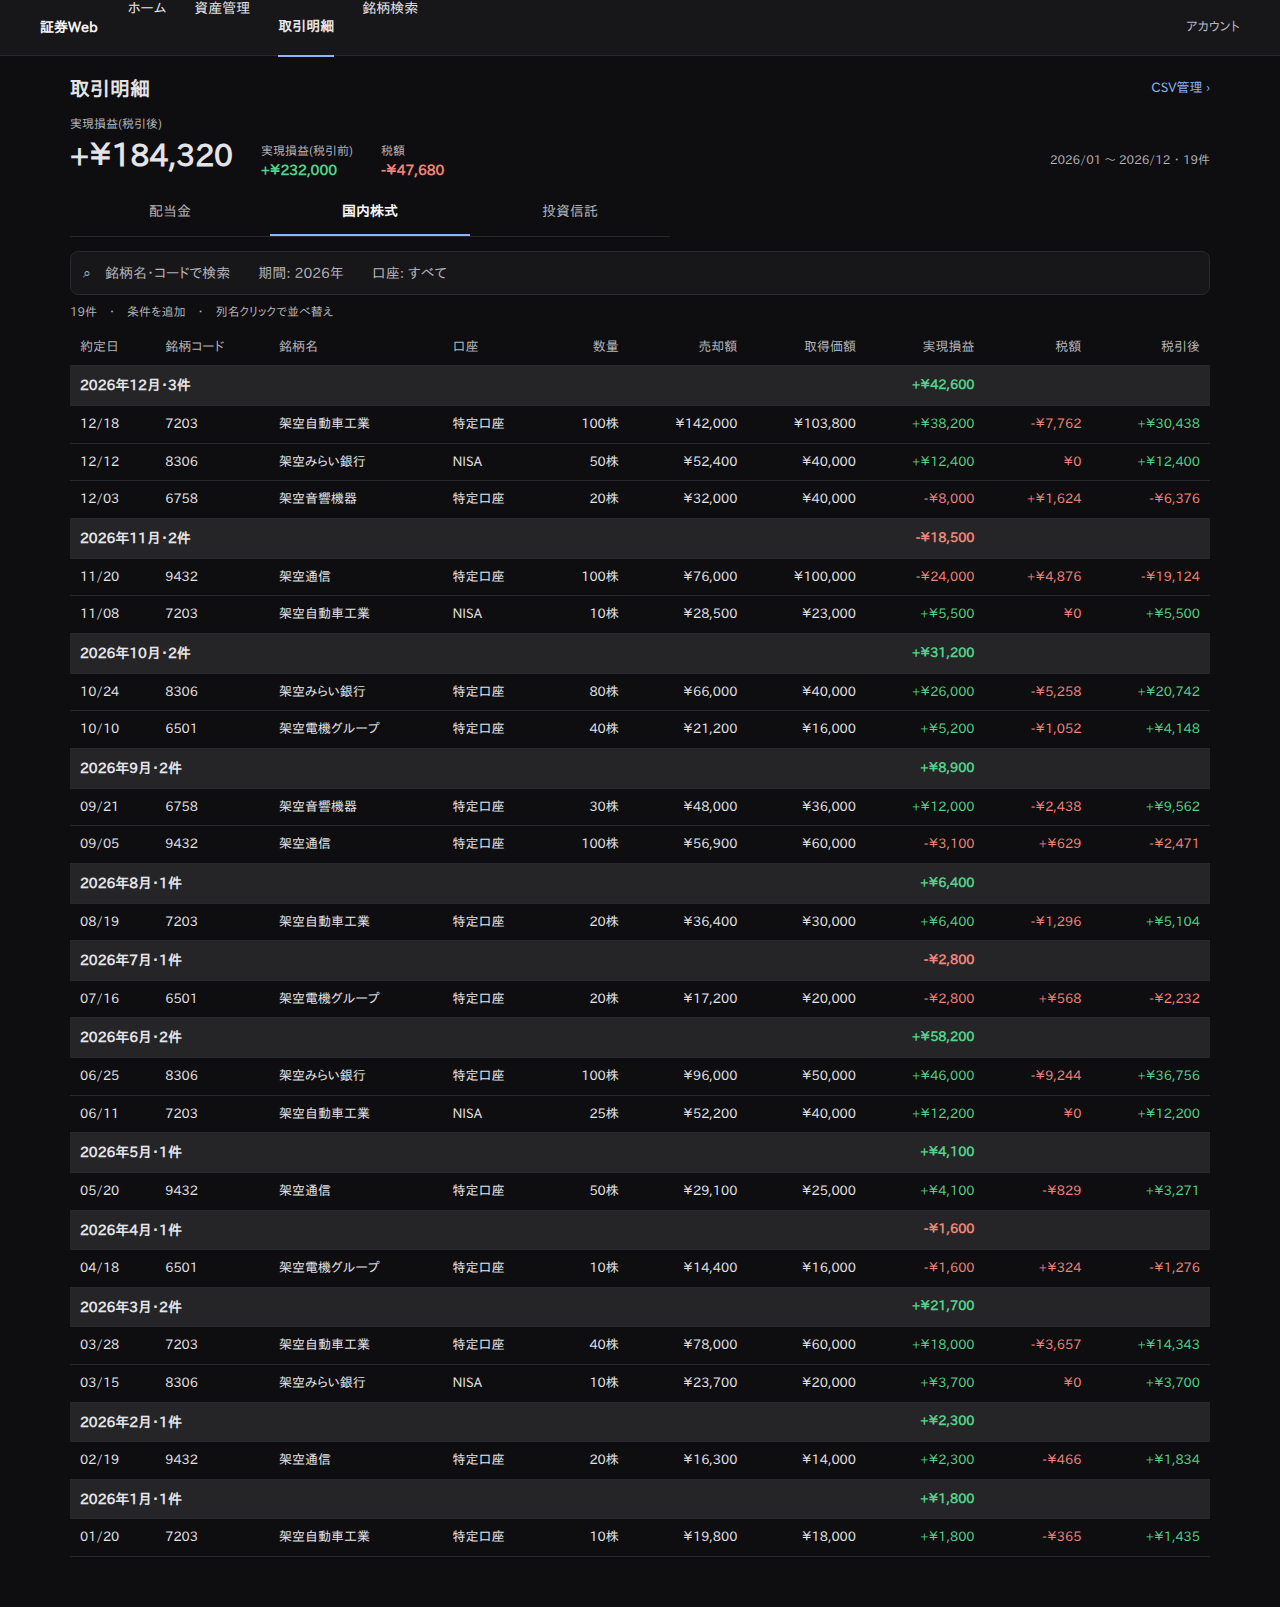 証券Web ホーム 資産管理 取引明細 銘柄検索 アカウント
取引明細 CSV管理 ›
実現損益(税引後)
+¥184,320 実現損益(税引前) +¥232,000 税額 -¥47,680 2026/01 〜 2026/12・19件
配当金 国内株式 投資信託
銘柄名・コードで検索 期間: 2026年 口座: すべて
19件 ・ 条件を追加 ・ 列名クリックで並べ替え
約定日 銘柄コード 銘柄名 口座 数量 売却額 取得価額 実現損益 税額 税引後
2026年12月・3件 +¥42,600
12/18 7203 架空自動車工業 特定口座 100株 ¥142,000 ¥103,800 +¥38,200 -¥7,762 +¥30,438
12/12 8306 架空みらい銀行 NISA 50株 ¥52,400 ¥40,000 +¥12,400 ¥0 +¥12,400
12/03 6758 架空音響機器 特定口座 20株 ¥32,000 ¥40,000 -¥8,000 +¥1,624 -¥6,376
2026年11月・2件 -¥18,500
11/20 9432 架空通信 特定口座 100株 ¥76,000 ¥100,000 -¥24,000 +¥4,876 -¥19,124
11/08 7203 架空自動車工業 NISA 10株 ¥28,500 ¥23,000 +¥5,500 ¥0 +¥5,500
2026年10月・2件 +¥31,200
10/24 8306 架空みらい銀行 特定口座 80株 ¥66,000 ¥40,000 +¥26,000 -¥5,258 +¥20,742
10/10 6501 架空電機グループ 特定口座 40株 ¥21,200 ¥16,000 +¥5,200 -¥1,052 +¥4,148
2026年9月・2件 +¥8,900
09/21 6758 架空音響機器 特定口座 30株 ¥48,000 ¥36,000 +¥12,000 -¥2,438 +¥9,562
09/05 9432 架空通信 特定口座 100株 ¥56,900 ¥60,000 -¥3,100 +¥629 -¥2,471
2026年8月・1件 +¥6,400
08/19 7203 架空自動車工業 特定口座 20株 ¥36,400 ¥30,000 +¥6,400 -¥1,296 +¥5,104
2026年7月・1件 -¥2,800
07/16 6501 架空電機グループ 特定口座 20株 ¥17,200 ¥20,000 -¥2,800 +¥568 -¥2,232
2026年6月・2件 +¥58,200
06/25 8306 架空みらい銀行 特定口座 100株 ¥96,000 ¥50,000 +¥46,000 -¥9,244 +¥36,756
06/11 7203 架空自動車工業 NISA 25株 ¥52,200 ¥40,000 +¥12,200 ¥0 +¥12,200
2026年5月・1件 +¥4,100
05/20 9432 架空通信 特定口座 50株 ¥29,100 ¥25,000 +¥4,100 -¥829 +¥3,271
2026年4月・1件 -¥1,600
04/18 6501 架空電機グループ 特定口座 10株 ¥14,400 ¥16,000 -¥1,600 +¥324 -¥1,276
2026年3月・2件 +¥21,700
03/28 7203 架空自動車工業 特定口座 40株 ¥78,000 ¥60,000 +¥18,000 -¥3,657 +¥14,343
03/15 8306 架空みらい銀行 NISA 10株 ¥23,700 ¥20,000 +¥3,700 ¥0 +¥3,700
2026年2月・1件 +¥2,300
02/19 9432 架空通信 特定口座 20株 ¥16,300 ¥14,000 +¥2,300 -¥466 +¥1,834
2026年1月・1件 +¥1,800
01/20 7203 架空自動車工業 特定口座 10株 ¥19,800 ¥18,000 +¥1,800 -¥365 +¥1,435